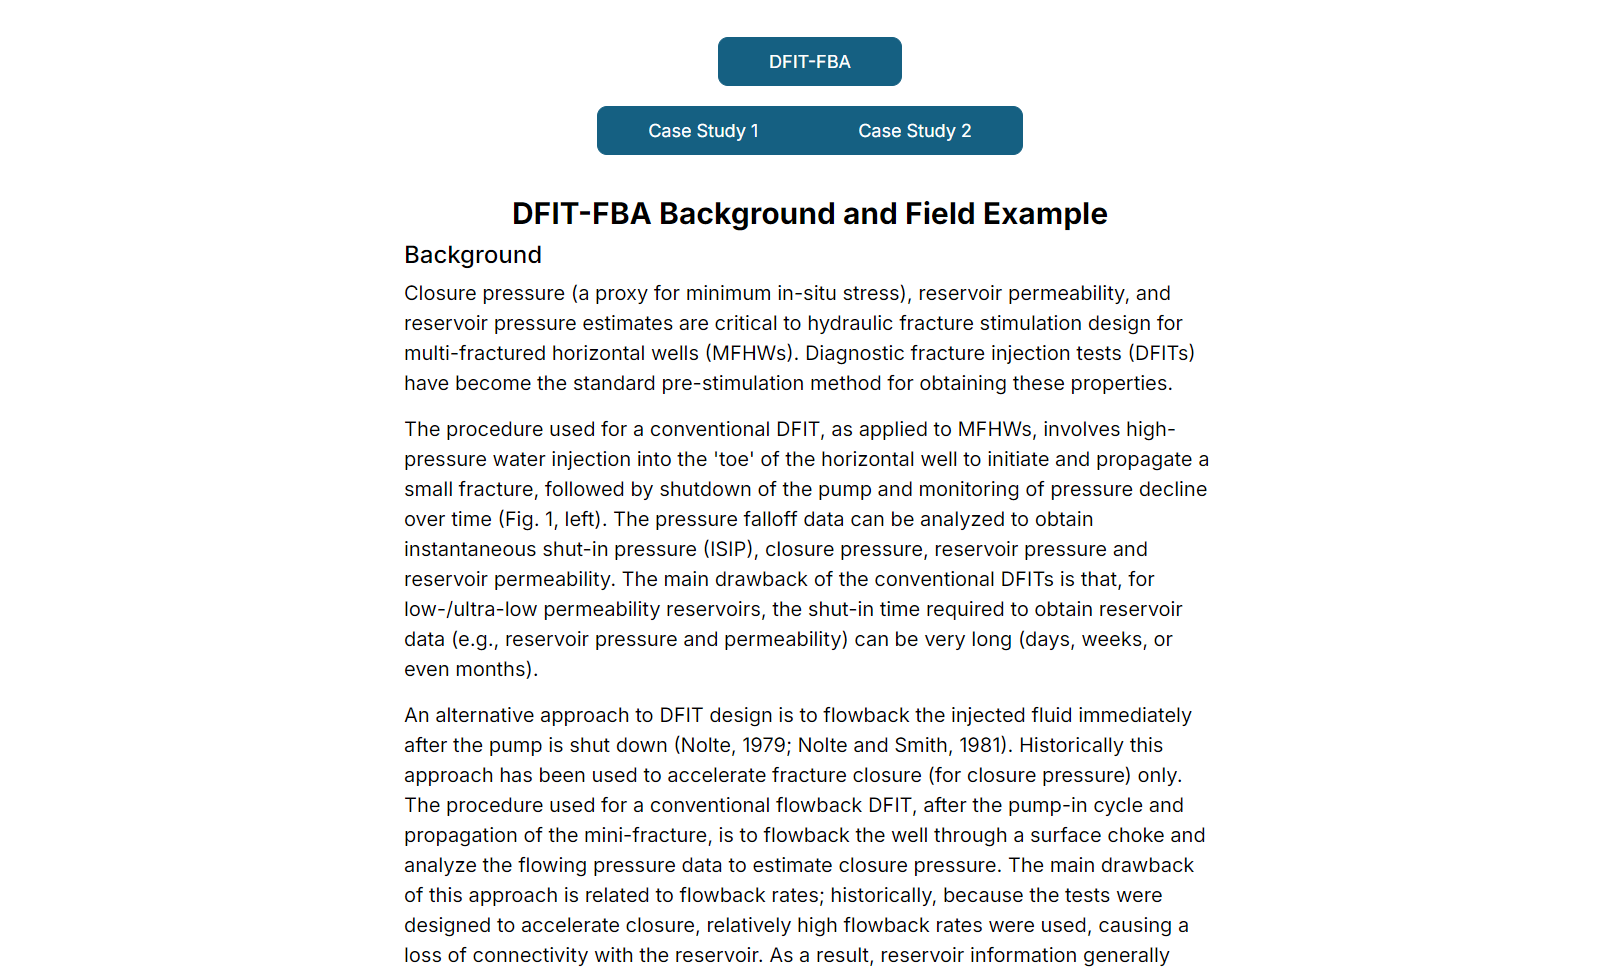 DFIT-FBA
Case Study 1 Case Study 2
DFIT-FBA Background and Field Example
Background
Closure pressure (a proxy for minimum in-situ stress), reservoir permeability, and
reservoir pressure estimates are critical to hydraulic fracture stimulation design for
multi-fractured horizontal wells (MFHWs). Diagnostic fracture injection tests (DFITs)
have become the standard pre-stimulation method for obtaining these properties.
The procedure used for a conventional DFIT, as applied to MFHWs, involves high-
pressure water injection into the 'toe' of the horizontal well to initiate and propagate a
small fracture, followed by shutdown of the pump and monitoring of pressure decline
over time (Fig. 1, left). The pressure falloff data can be analyzed to obtain
instantaneous shut-in pressure (ISIP), closure pressure, reservoir pressure and
reservoir permeability. The main drawback of the conventional DFITs is that, for
low-/ultra-low permeability reservoirs, the shut-in time required to obtain reservoir
data (e.g., reservoir pressure and permeability) can be very long (days, weeks, or
even months).
An alternative approach to DFIT design is to flowback the injected fluid immediately
after the pump is shut down (Nolte, 1979; Nolte and Smith, 1981). Historically this
approach has been used to accelerate fracture closure (for closure pressure) only.
The procedure used for a conventional flowback DFIT, after the pump-in cycle and
propagation of the mini-fracture, is to flowback the well through a surface choke and
analyze the flowing pressure data to estimate closure pressure. The main drawback
of this approach is related to flowback rates; historically, because the tests were
designed to accelerate closure, relatively high flowback rates were used, causing a
loss of connectivity with the reservoir. As a result, reservoir information generally